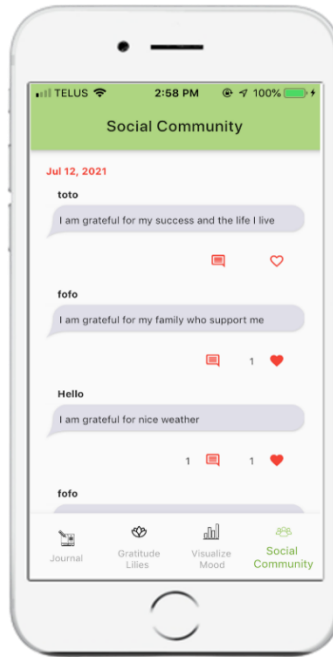 TELUS 2:58 PM 100%
Social Community
Jul 12, 2021
toto
I am grateful for my success and the life I live
fofo
I am grateful for my family who support me
1
Hello
I am grateful for nice weather
1 1
fofo
Journal
Gratitude
Lilies
Visualize
Mood
Social
Community